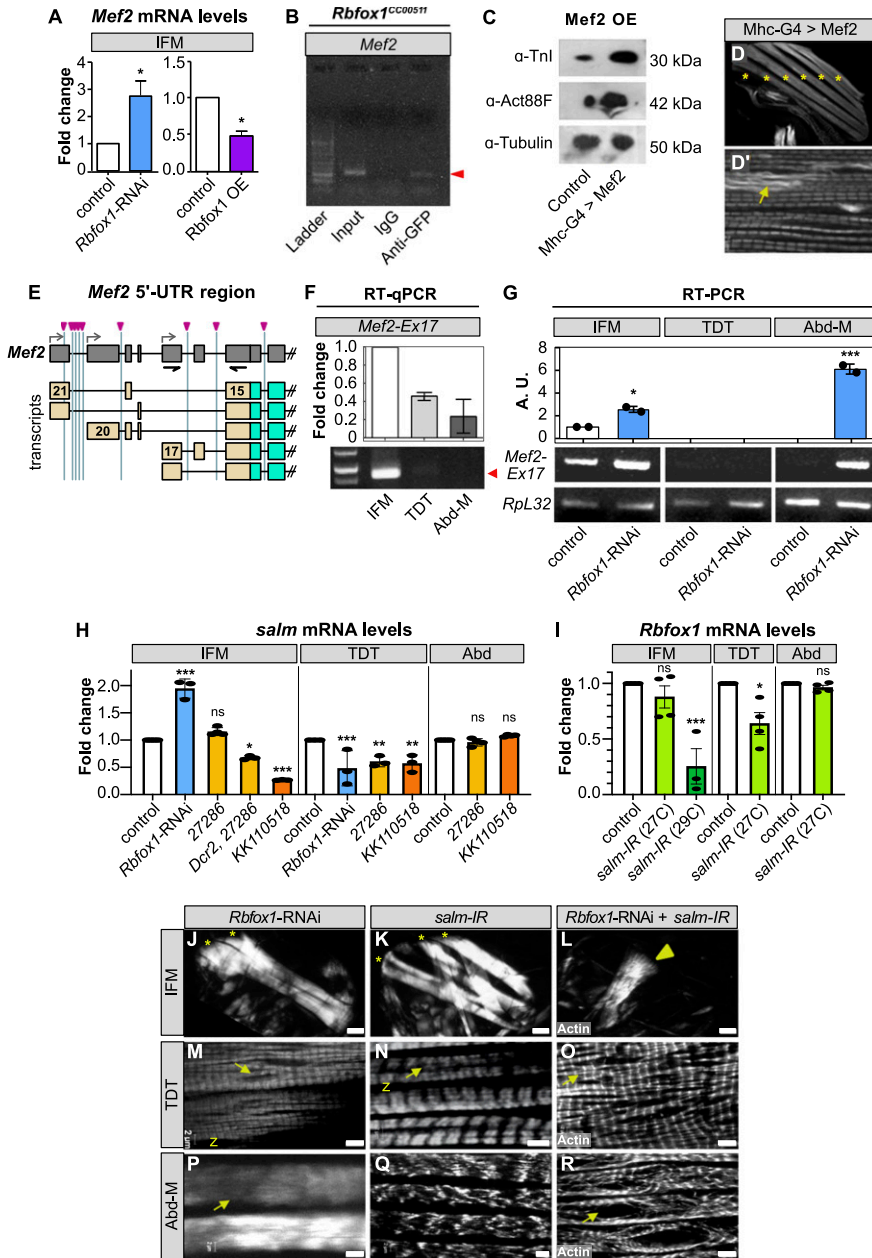 A
Mef2 mRNA levels
IFM
Fold change
3
2
1
0
*
1.5
1.0
0.5
0.0
*
control
Rbfox1-RNAi
control
Rbfox1 OE
B
Rbfox1CC00511
Mef2
Ladder
Input
IgG
Anti-GFP
C
Mef2 OE
α-TnI
30 kDa
α-Act88F
42 kDa
α-Tubulin
50 kDa
Control
Mhc-G4 > Mef2
Mhc-G4 > Mef2
D
* * * * * *
D'
E
Mef2 5'-UTR region
Mef2
transcripts
21
15
20
17
F
RT-qPCR
Mef2-Ex17
Fold change
1.0
0.8
0.6
0.4
0.2
0
IFM
TDT
Abd-M
G
RT-PCR
IFM
TDT
Abd-M
A. U.
8
6
4
2
0
*
***
Mef2-
Ex17
RpL32
control
Rbfox1-RNAi
control
Rbfox1-RNAi
control
Rbfox1-RNAi
H
salm mRNA levels
IFM
TDT
Abd
Fold change
2.0
1.5
1.0
0.5
0.0
***
ns
*
***
***
**
**
ns
ns
control
Rbfox1-RNAi
27286
Dcr2, 27286
KK110518
control
Rbfox1-RNAi
27286
KK110518
control
27286
KK110518
I
Rbfox1 mRNA levels
IFM
TDT
Abd
Fold change
1.0
0.5
0.0
ns
***
*
ns
control
salm-IR (27C)
salm-IR (29C)
control
salm-IR (27C)
control
salm-IR (27C)
Rbfox1-RNAi
salm-IR
Rbfox1-RNAi + salm-IR
IFM
J
* *
K
* * *
L
Actin
TDT
M
Z
2 μm
N
Z
O
Actin
Abd-M
P
Q
R
Actin